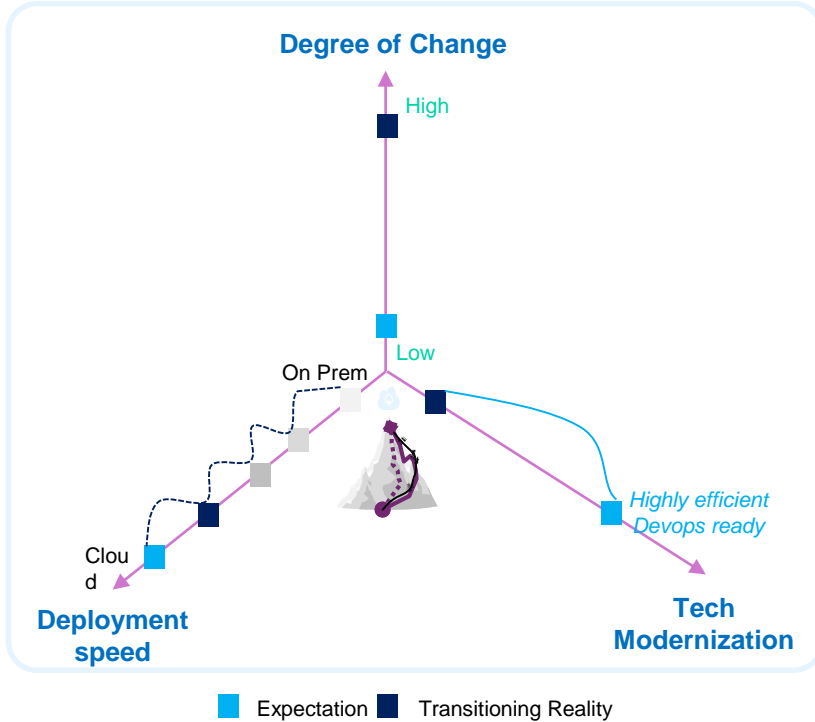 Degree of Change
High
Low
On Prem
Highly efficient
Devops ready
Clou
d
Deployment
speed
Tech
Modernization
Expectation
Transitioning Reality